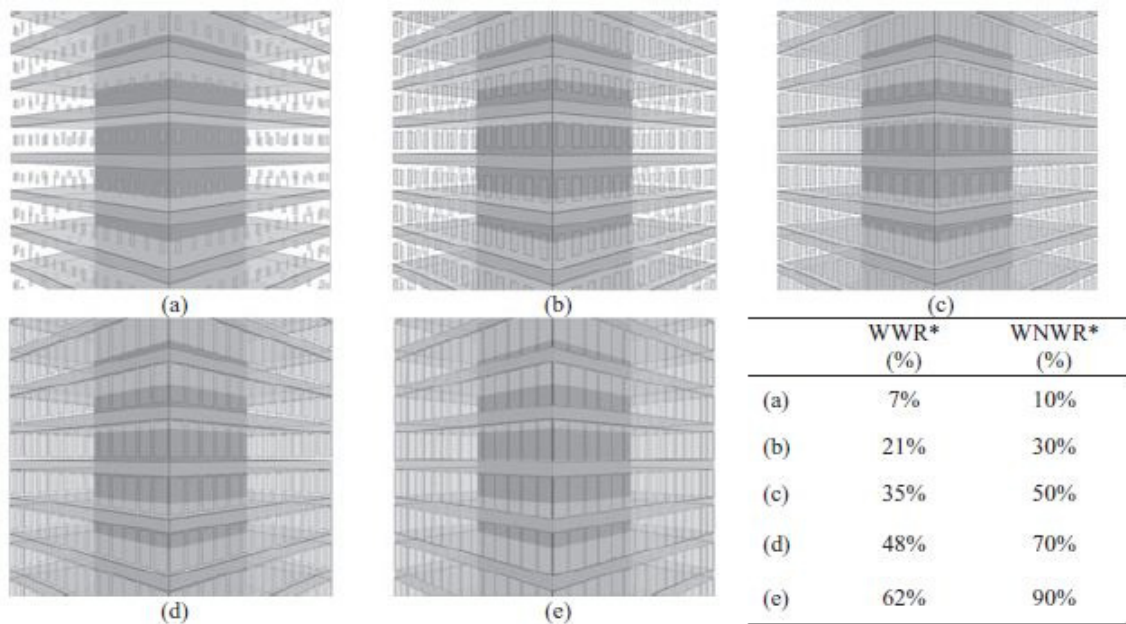 (a)
(b)
(c)
(d)
(e)
WWR* WNWR*
(%) (%)
(a) 7% 10%
(b) 21% 30%
(c) 35% 50%
(d) 48% 70%
(e) 62% 90%